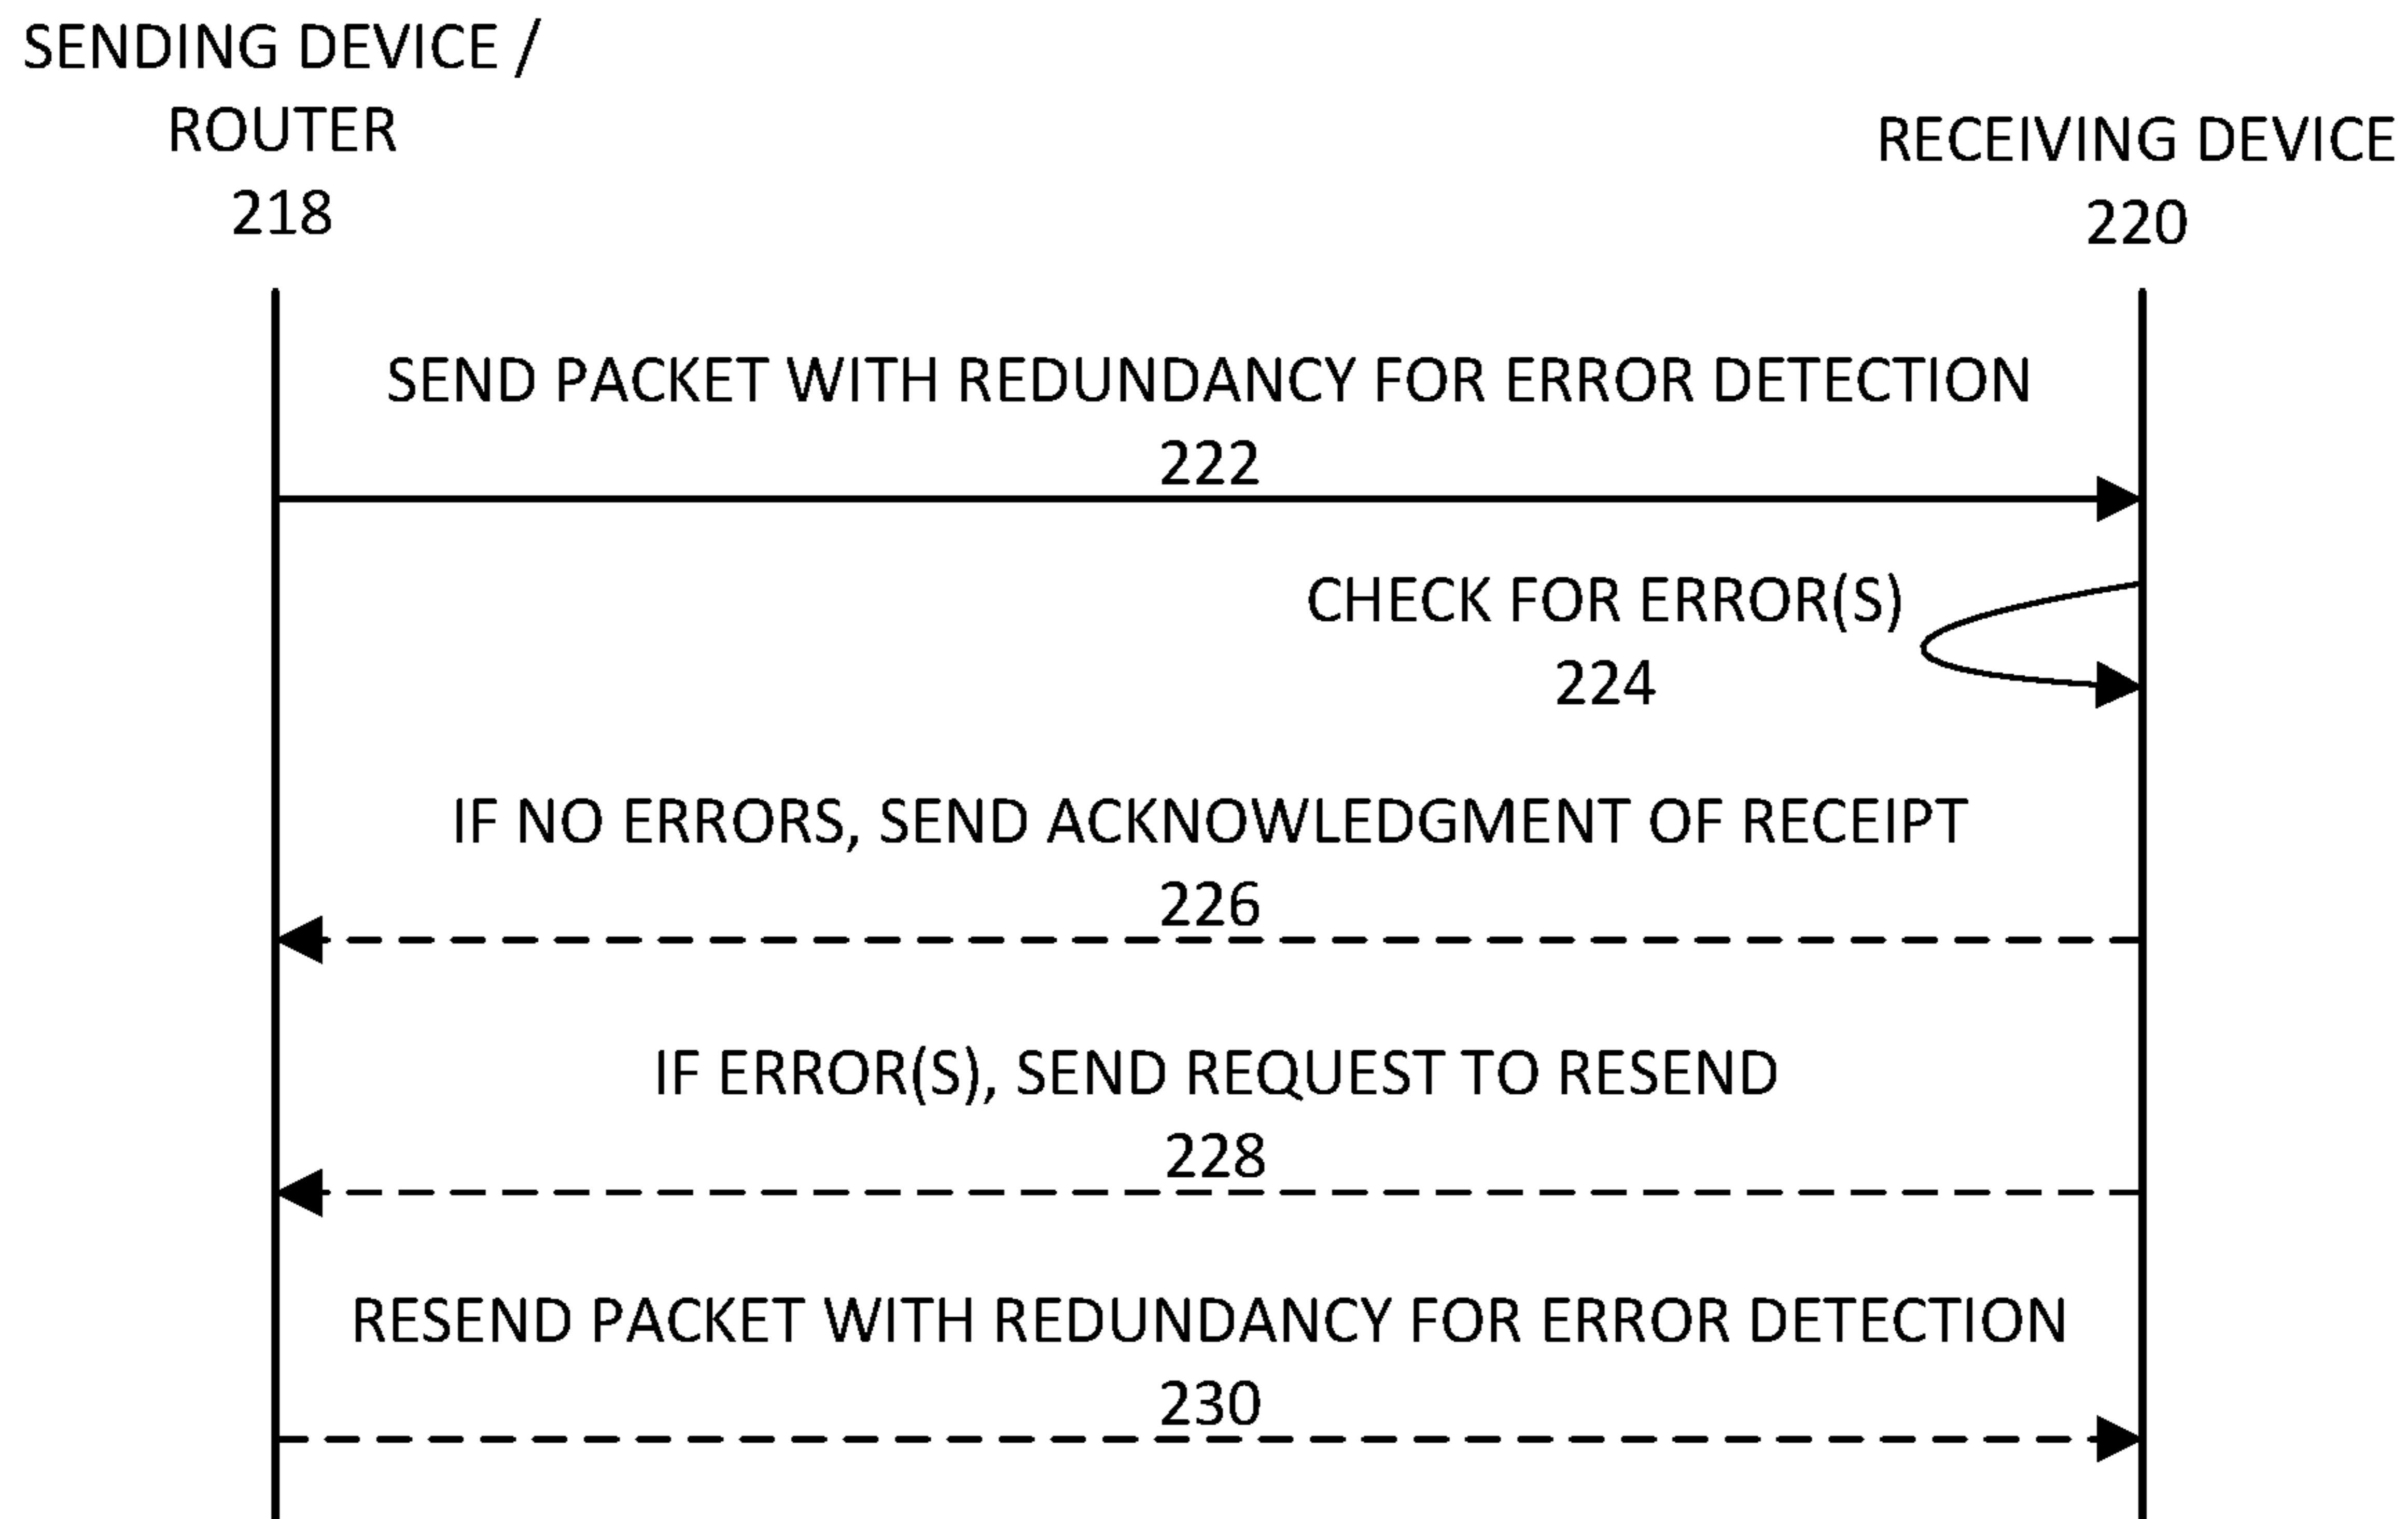 SENDING DEVICE /
ROUTER
218
RECEIVING DEVICE
220
SEND PACKET WITH REDUNDANCY FOR ERROR DETECTION
222
CHECK FOR ERROR(S)
224
IF NO ERRORS, SEND ACKNOWLEDGMENT OF RECEIPT
226
IF ERROR(S), SEND REQUEST TO RESEND
228
RESEND PACKET WITH REDUNDANCY FOR ERROR DETECTION
230